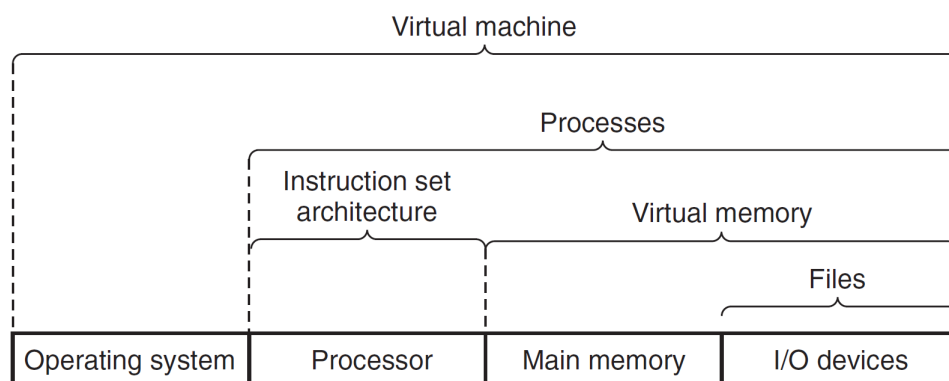 Virtual machine
Processes
Instruction set
architecture
Virtual memory
Files
Operating system
Processor
Main memory
I/O devices